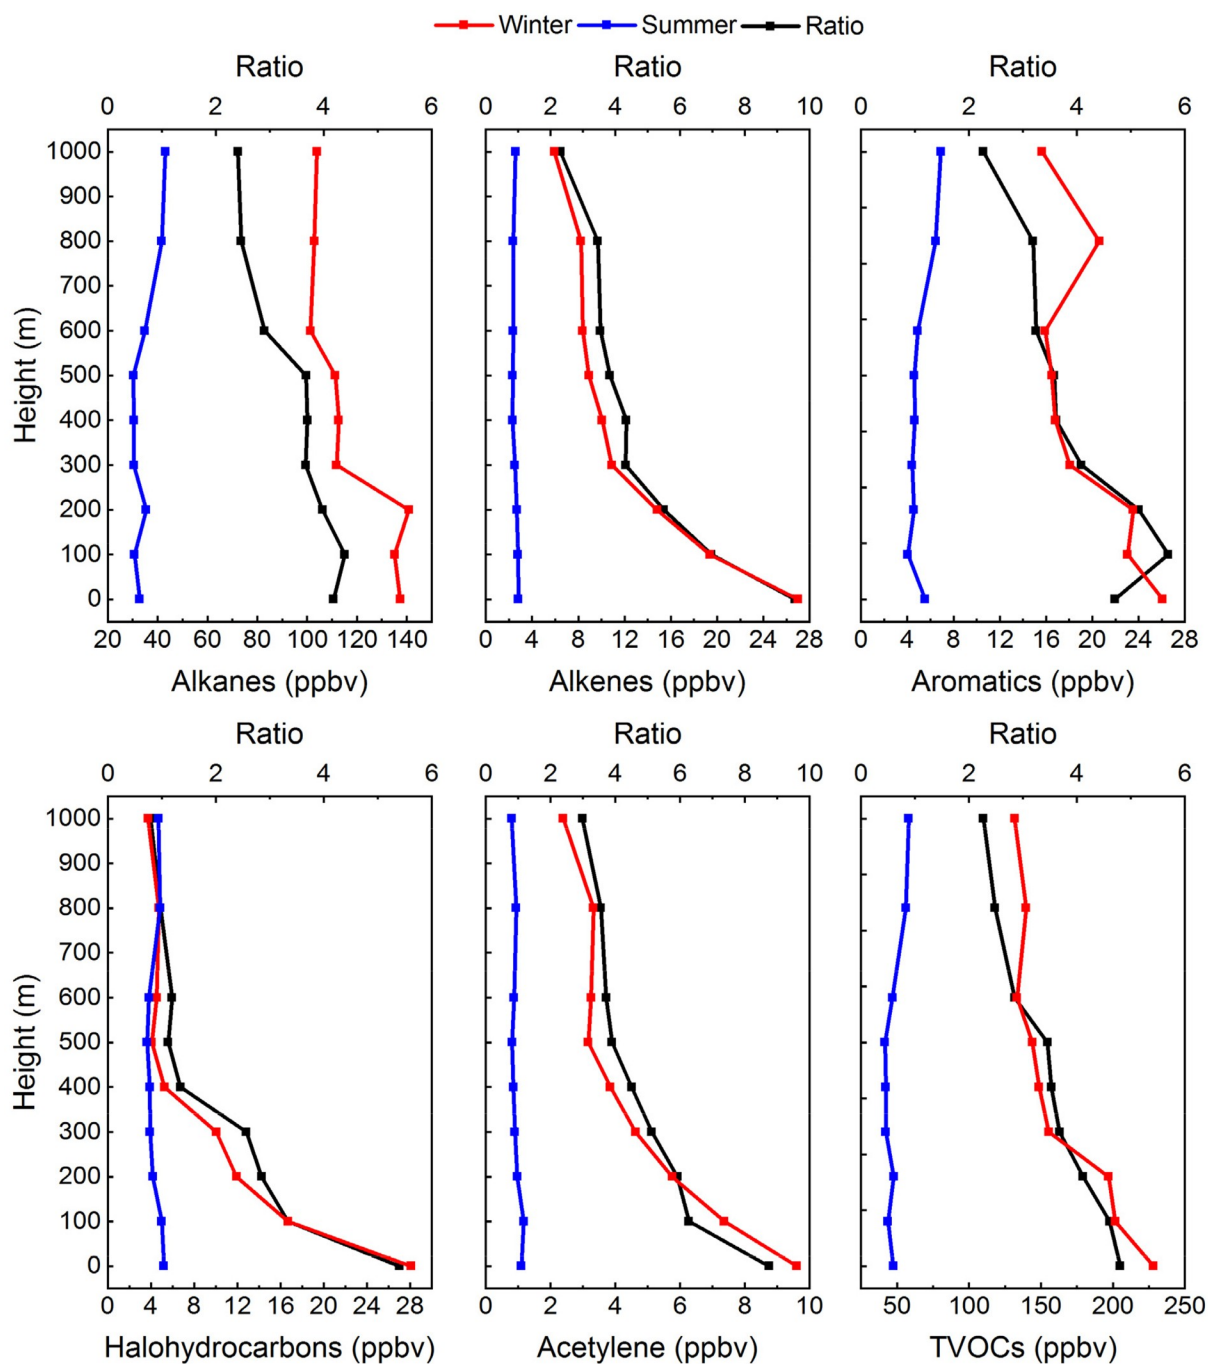 Winter Summer Ratio
Ratio Ratio Ratio
0 2 4 6 0 2 4 6 8 10 0 2 4 6
1000
900
800
700
600
500
400
300
200
100
0
Height (m)
20 40 60 80 100 120 140 0 4 8 12 16 20 24 28 4 8 12 16 20 24 28
Alkanes (ppbv) Alkenes (ppbv) Aromatics (ppbv)
Ratio Ratio Ratio
0 2 4 6 0 2 4 6 8 10 0 2 4 6
1000
900
800
700
600
500
400
300
200
100
0
Height (m)
4 8 12 16 20 24 28 0 2 4 6 8 10 50 100 150 200 250
Halohydrocarbons (ppbv) Acetylene (ppbv) TVOCs (ppbv)